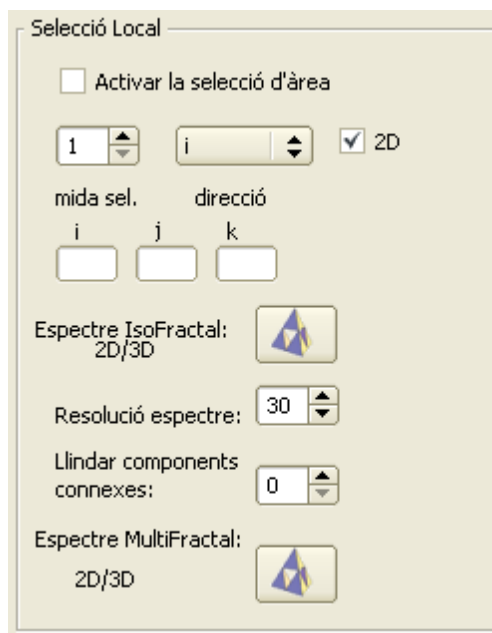 Selecció Local
Activar la selecció d'àrea
1 i 2D
mida sel. direcció
i j k
Espectre IsoFractal:
2D/3D
Resolució espectre: 30
Llindar components
connexes: 0
Espectre MultiFractal:
2D/3D